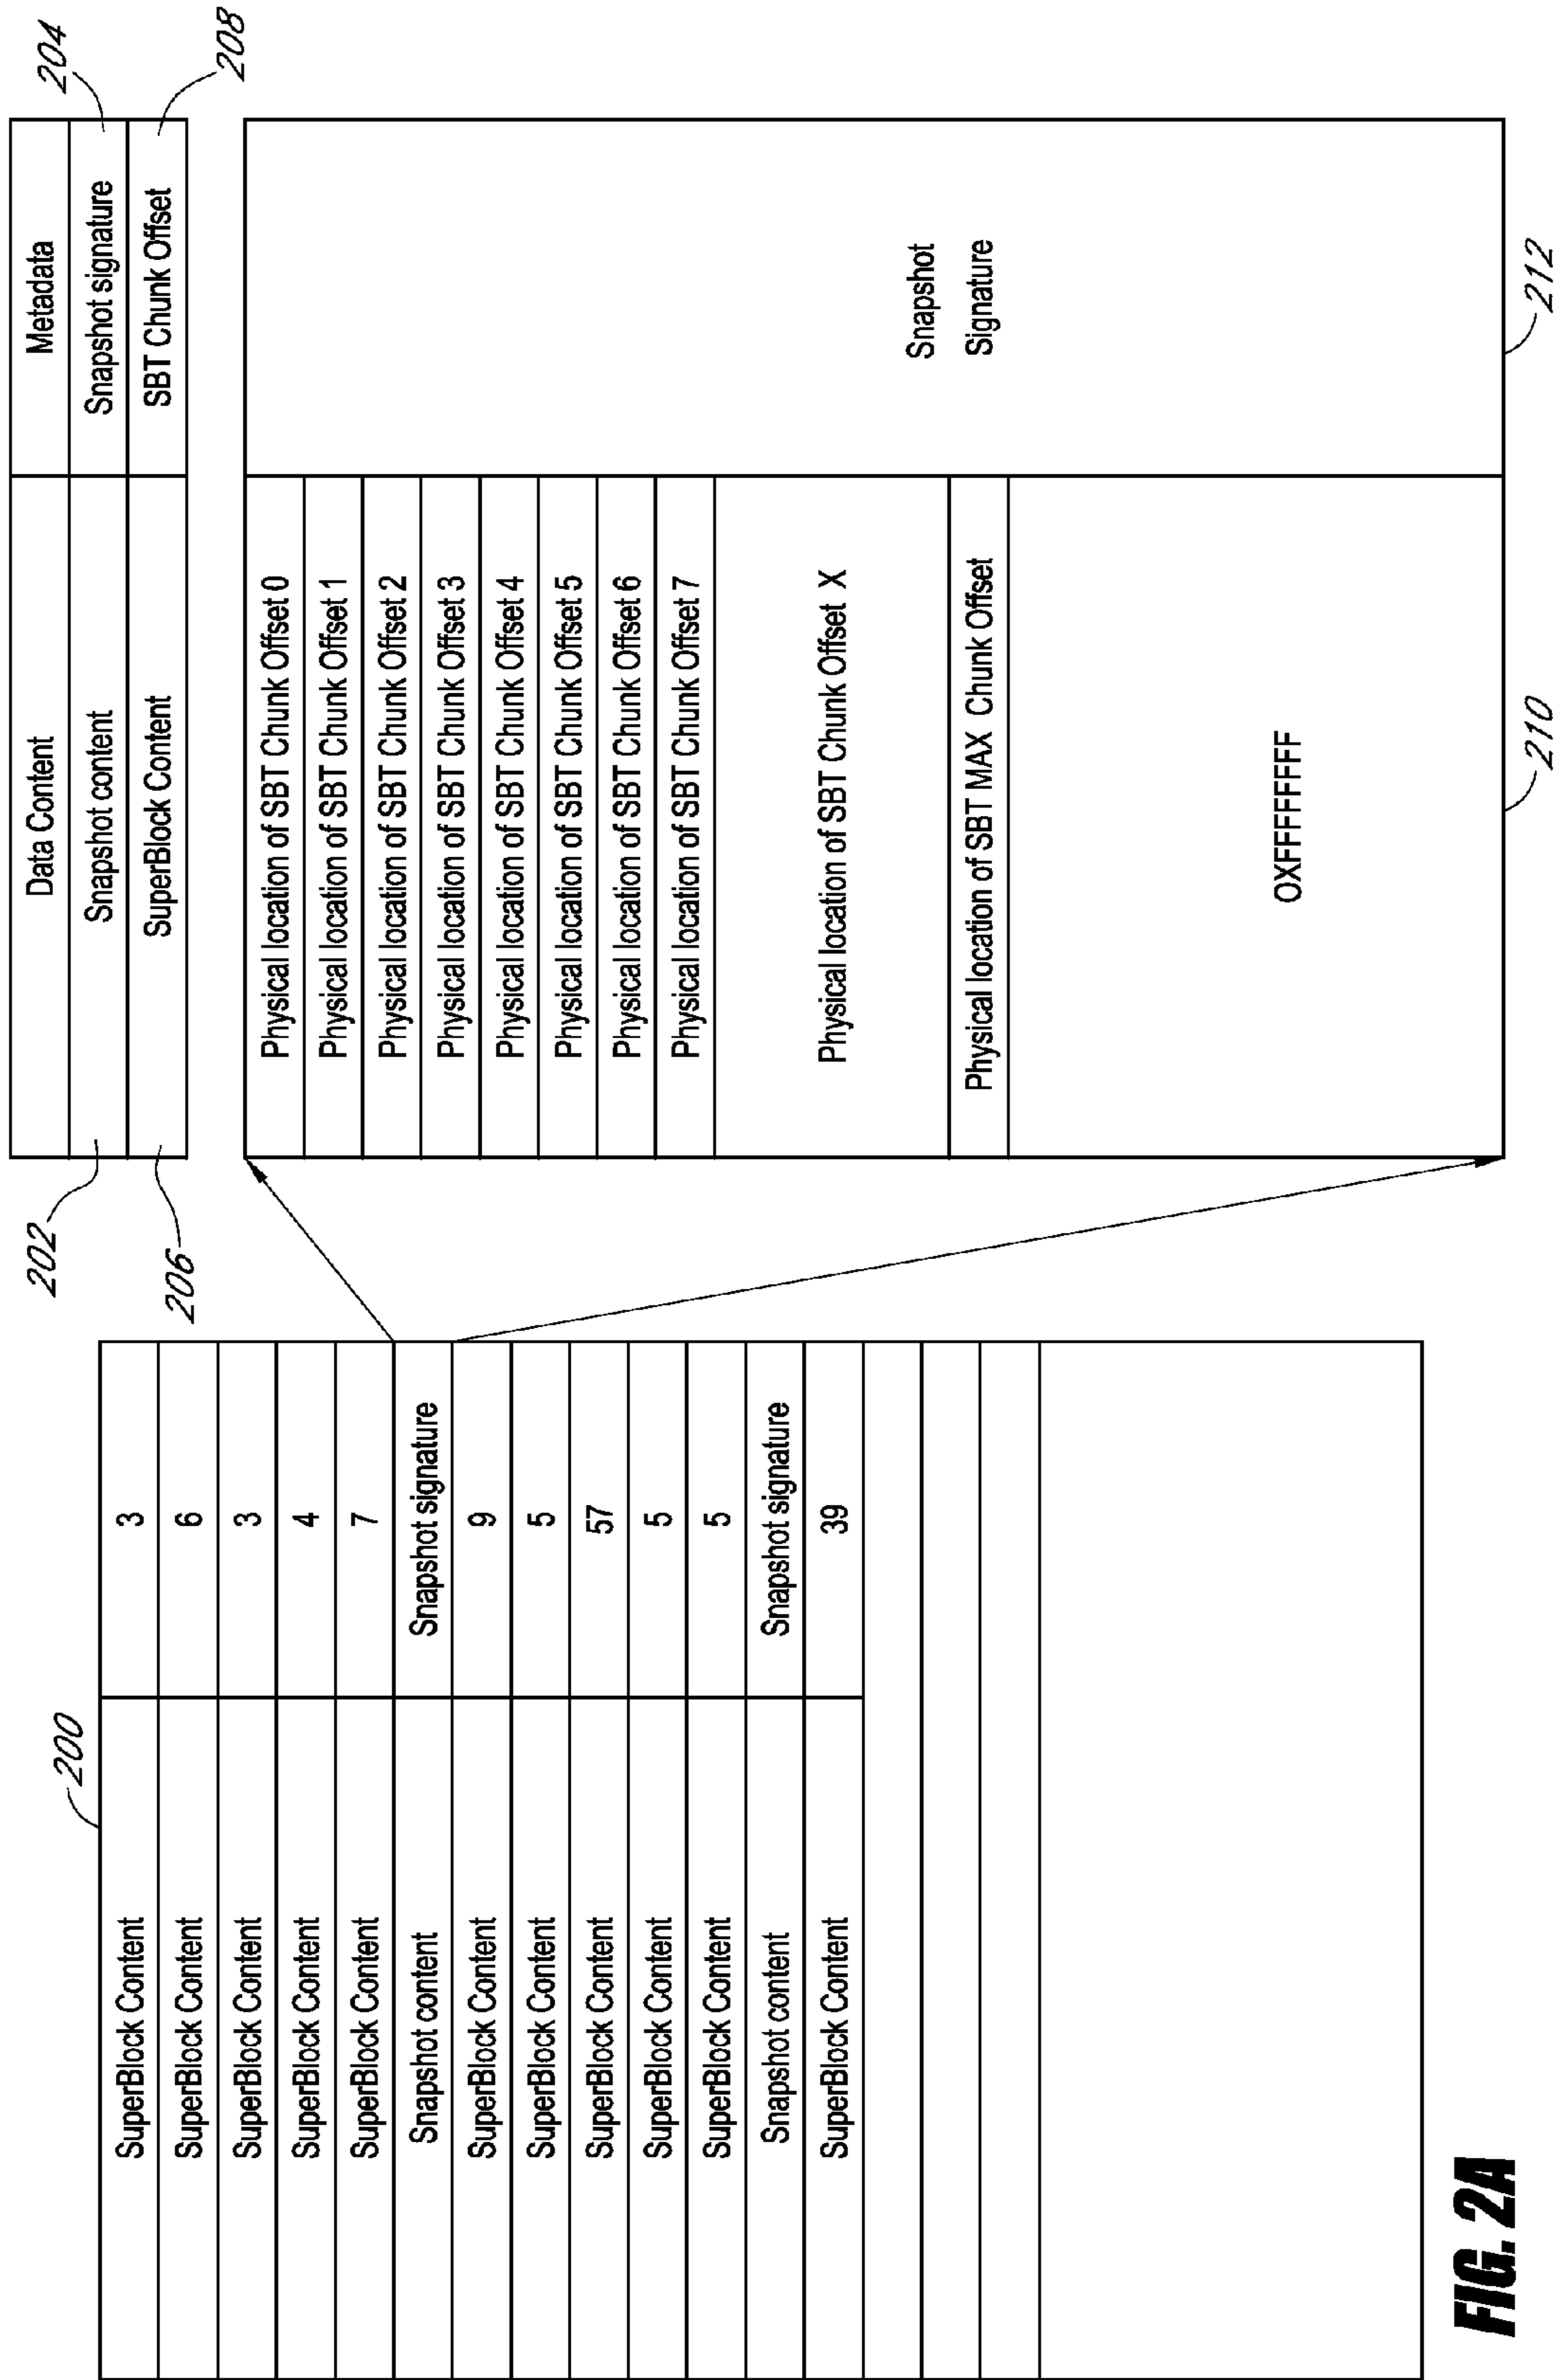 200
SuperBlock Content 3
SuperBlock Content 6
SuperBlock Content 3
SuperBlock Content 4
SuperBlock Content 7
Snapshot content Snapshot signature
SuperBlock Content 9
SuperBlock Content 5
SuperBlock Content 57
SuperBlock Content 5
SuperBlock Content 5
Snapshot content Snapshot signature
SuperBlock Content 39
Data Content Metadata
202 Snapshot content Snapshot signature 204
206 SuperBlock Content SBT Chunk Offset 208
Physical location of SBT Chunk Offset 0
Physical location of SBT Chunk Offset 1
Physical location of SBT Chunk Offset 2
Physical location of SBT Chunk Offset 3
Physical location of SBT Chunk Offset 4
Physical location of SBT Chunk Offset 5
Physical location of SBT Chunk Offset 6
Physical location of SBT Chunk Offset 7
Physical location of SBT Chunk Offset X
Physical location of SBT MAX Chunk Offset
OXFFFFFFFF
Snapshot
Signature
210
212
FIG. 2A